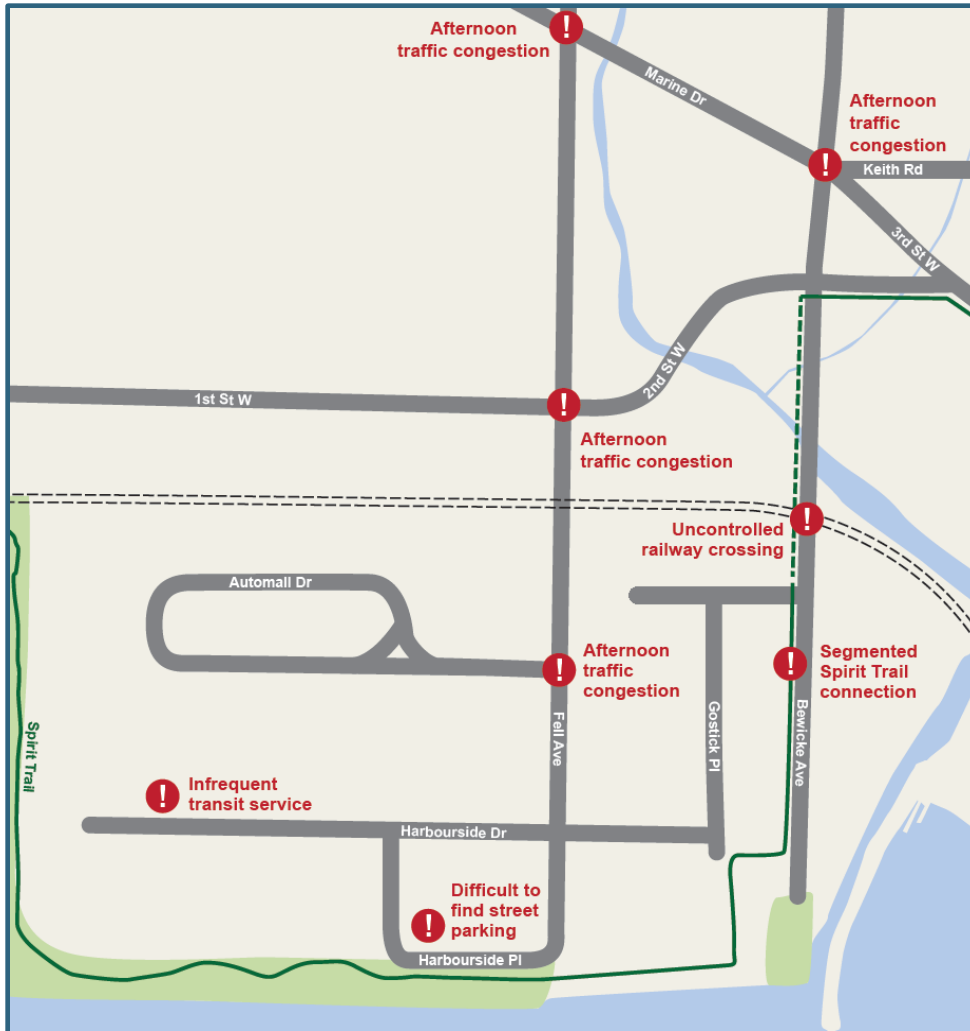 Afternoon
traffic congestion
Marine Dr
Afternoon
traffic
congestion
!
!
Keith Rd
3rd St W
2nd St W
1st St W
!
Afternoon
traffic congestion
Uncontrolled
railway crossing
!
Automall Dr
!
Afternoon
traffic
congestion
!
Segmented
Spirit Trail
connection
Fell Ave
Gostick Pl
Bewicke Ave
Spirit Trail
!
Infrequent
transit service
Harbourside Dr
!
Difficult to
find street
parking
Harbourside Pl